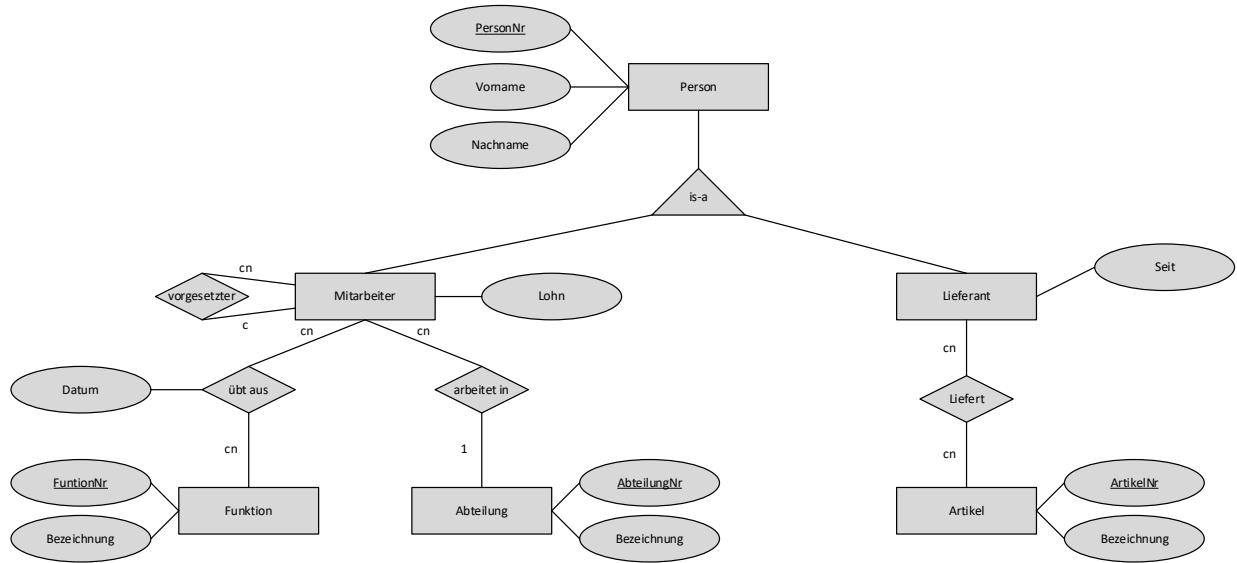 PersonNr
Vorname
Person
Nachname
is-a
cn
vorgesetzter
c
Mitarbeiter
Lohn
Lieferant
Seit
cn
cn
cn
Datum
übt aus
arbeitet in
Liefert
cn
1
cn
FuntionNr
Bezeichnung
Funktion
Abteilung
AbteilungNr
Bezeichnung
Artikel
ArtikelNr
Bezeichnung